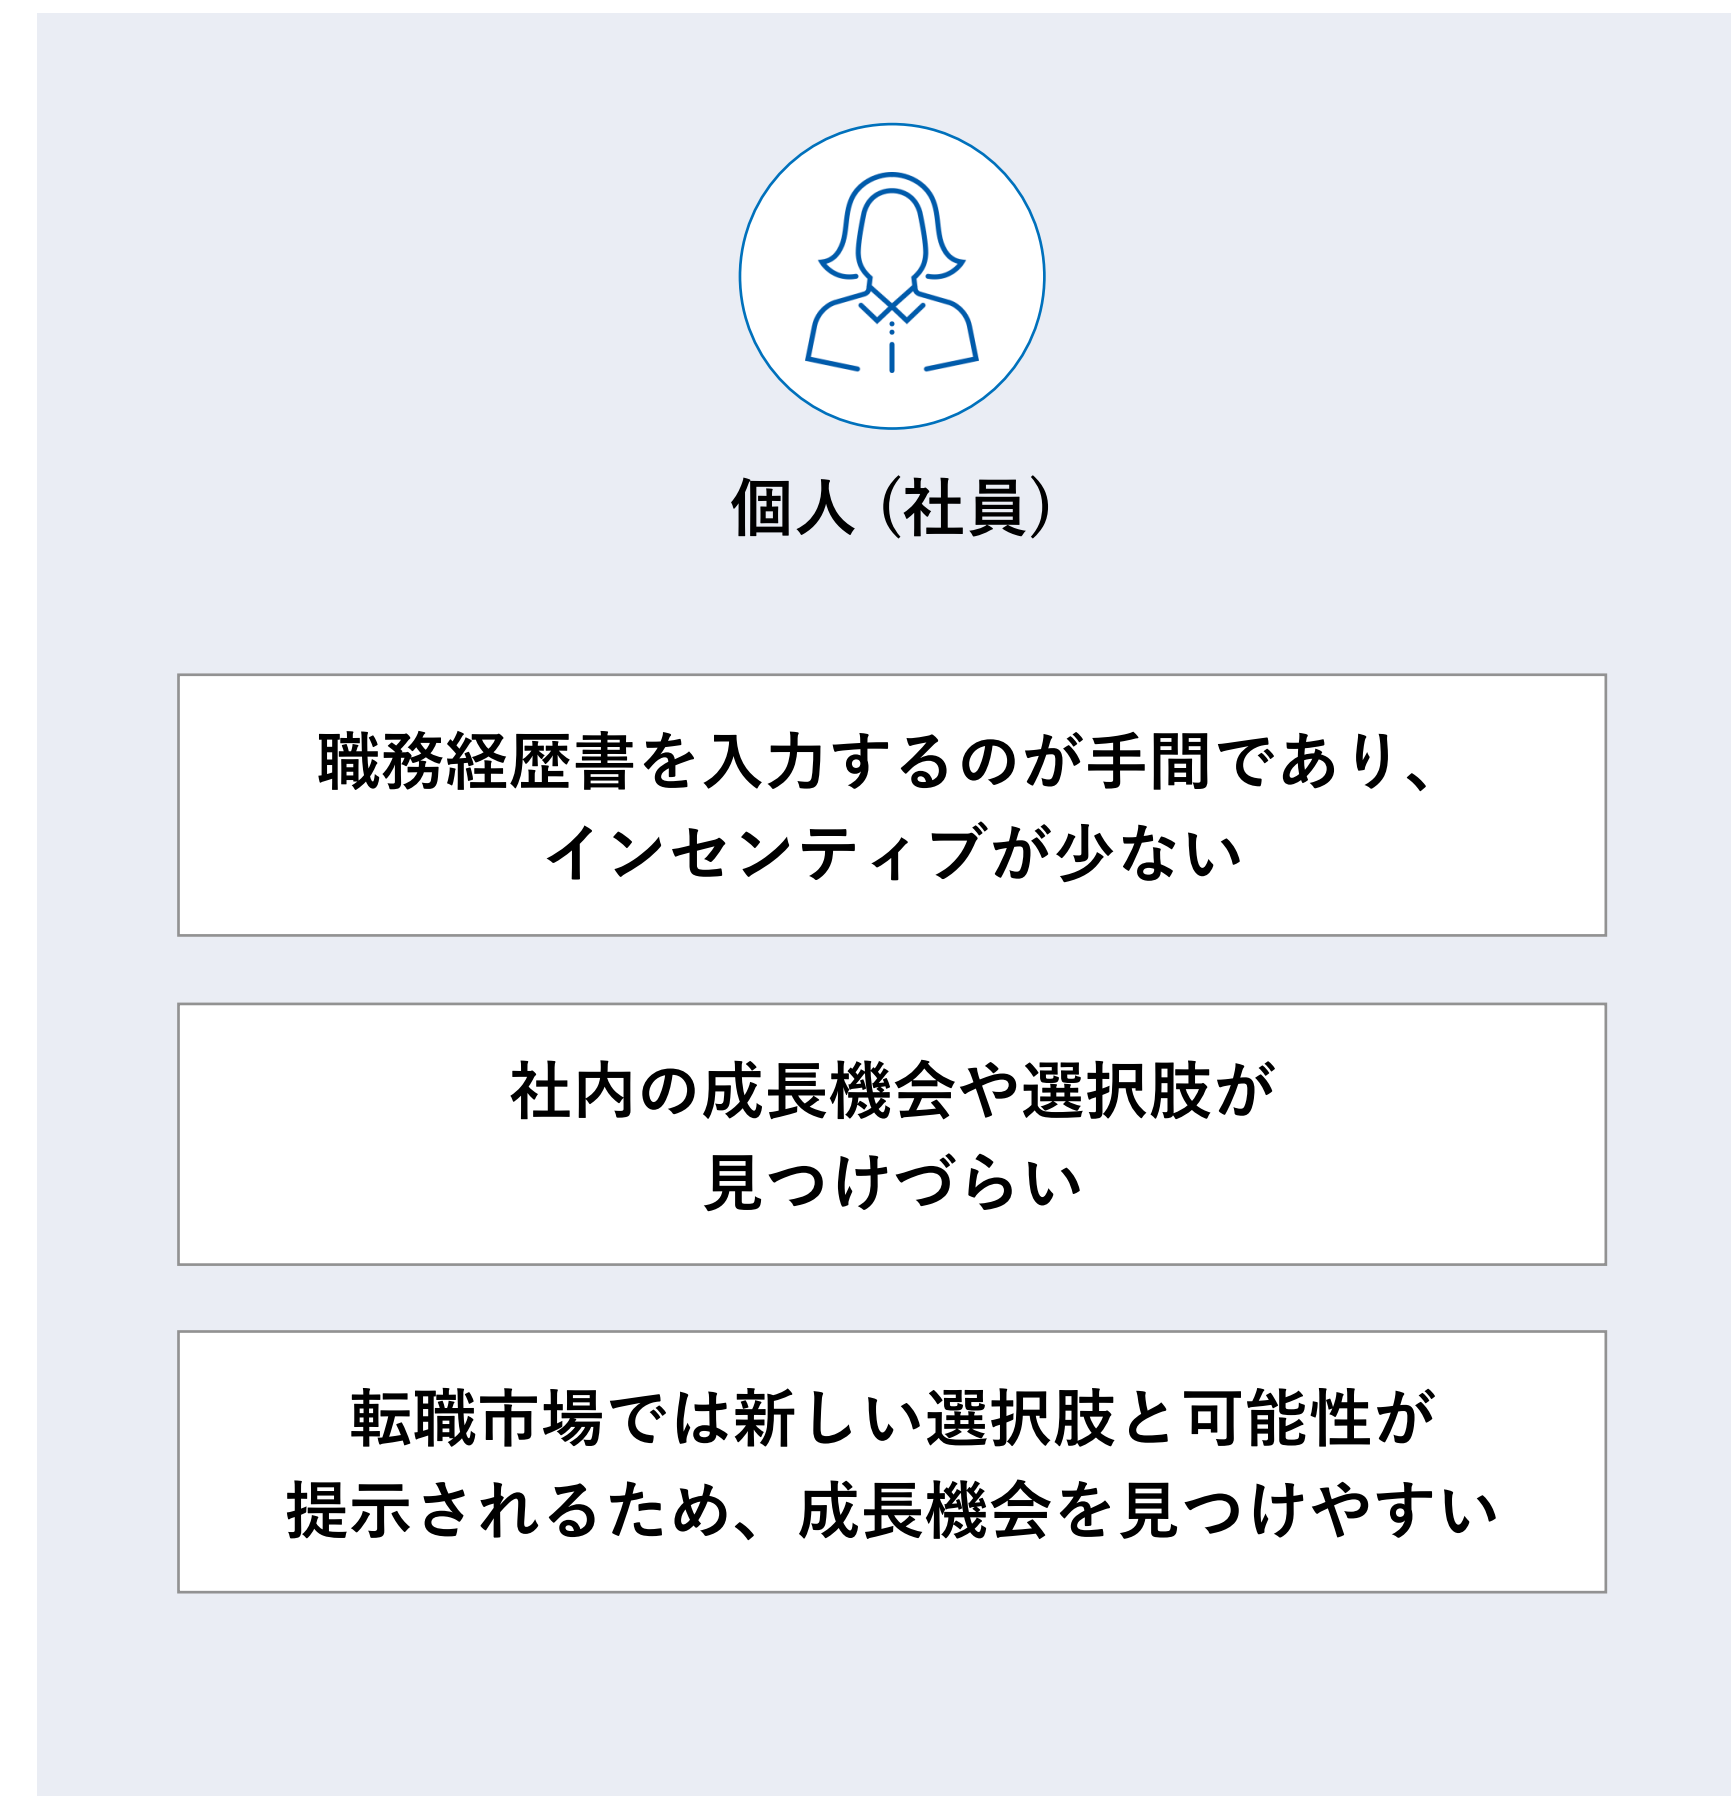 個人（社員）
職務経歴書を入力するのが手間であり、
インセンティブが少ない
社内の成長機会や選択肢が
見つけづらい
転職市場では新しい選択肢と可能性が
提示されるため、成長機会を見つけやすい